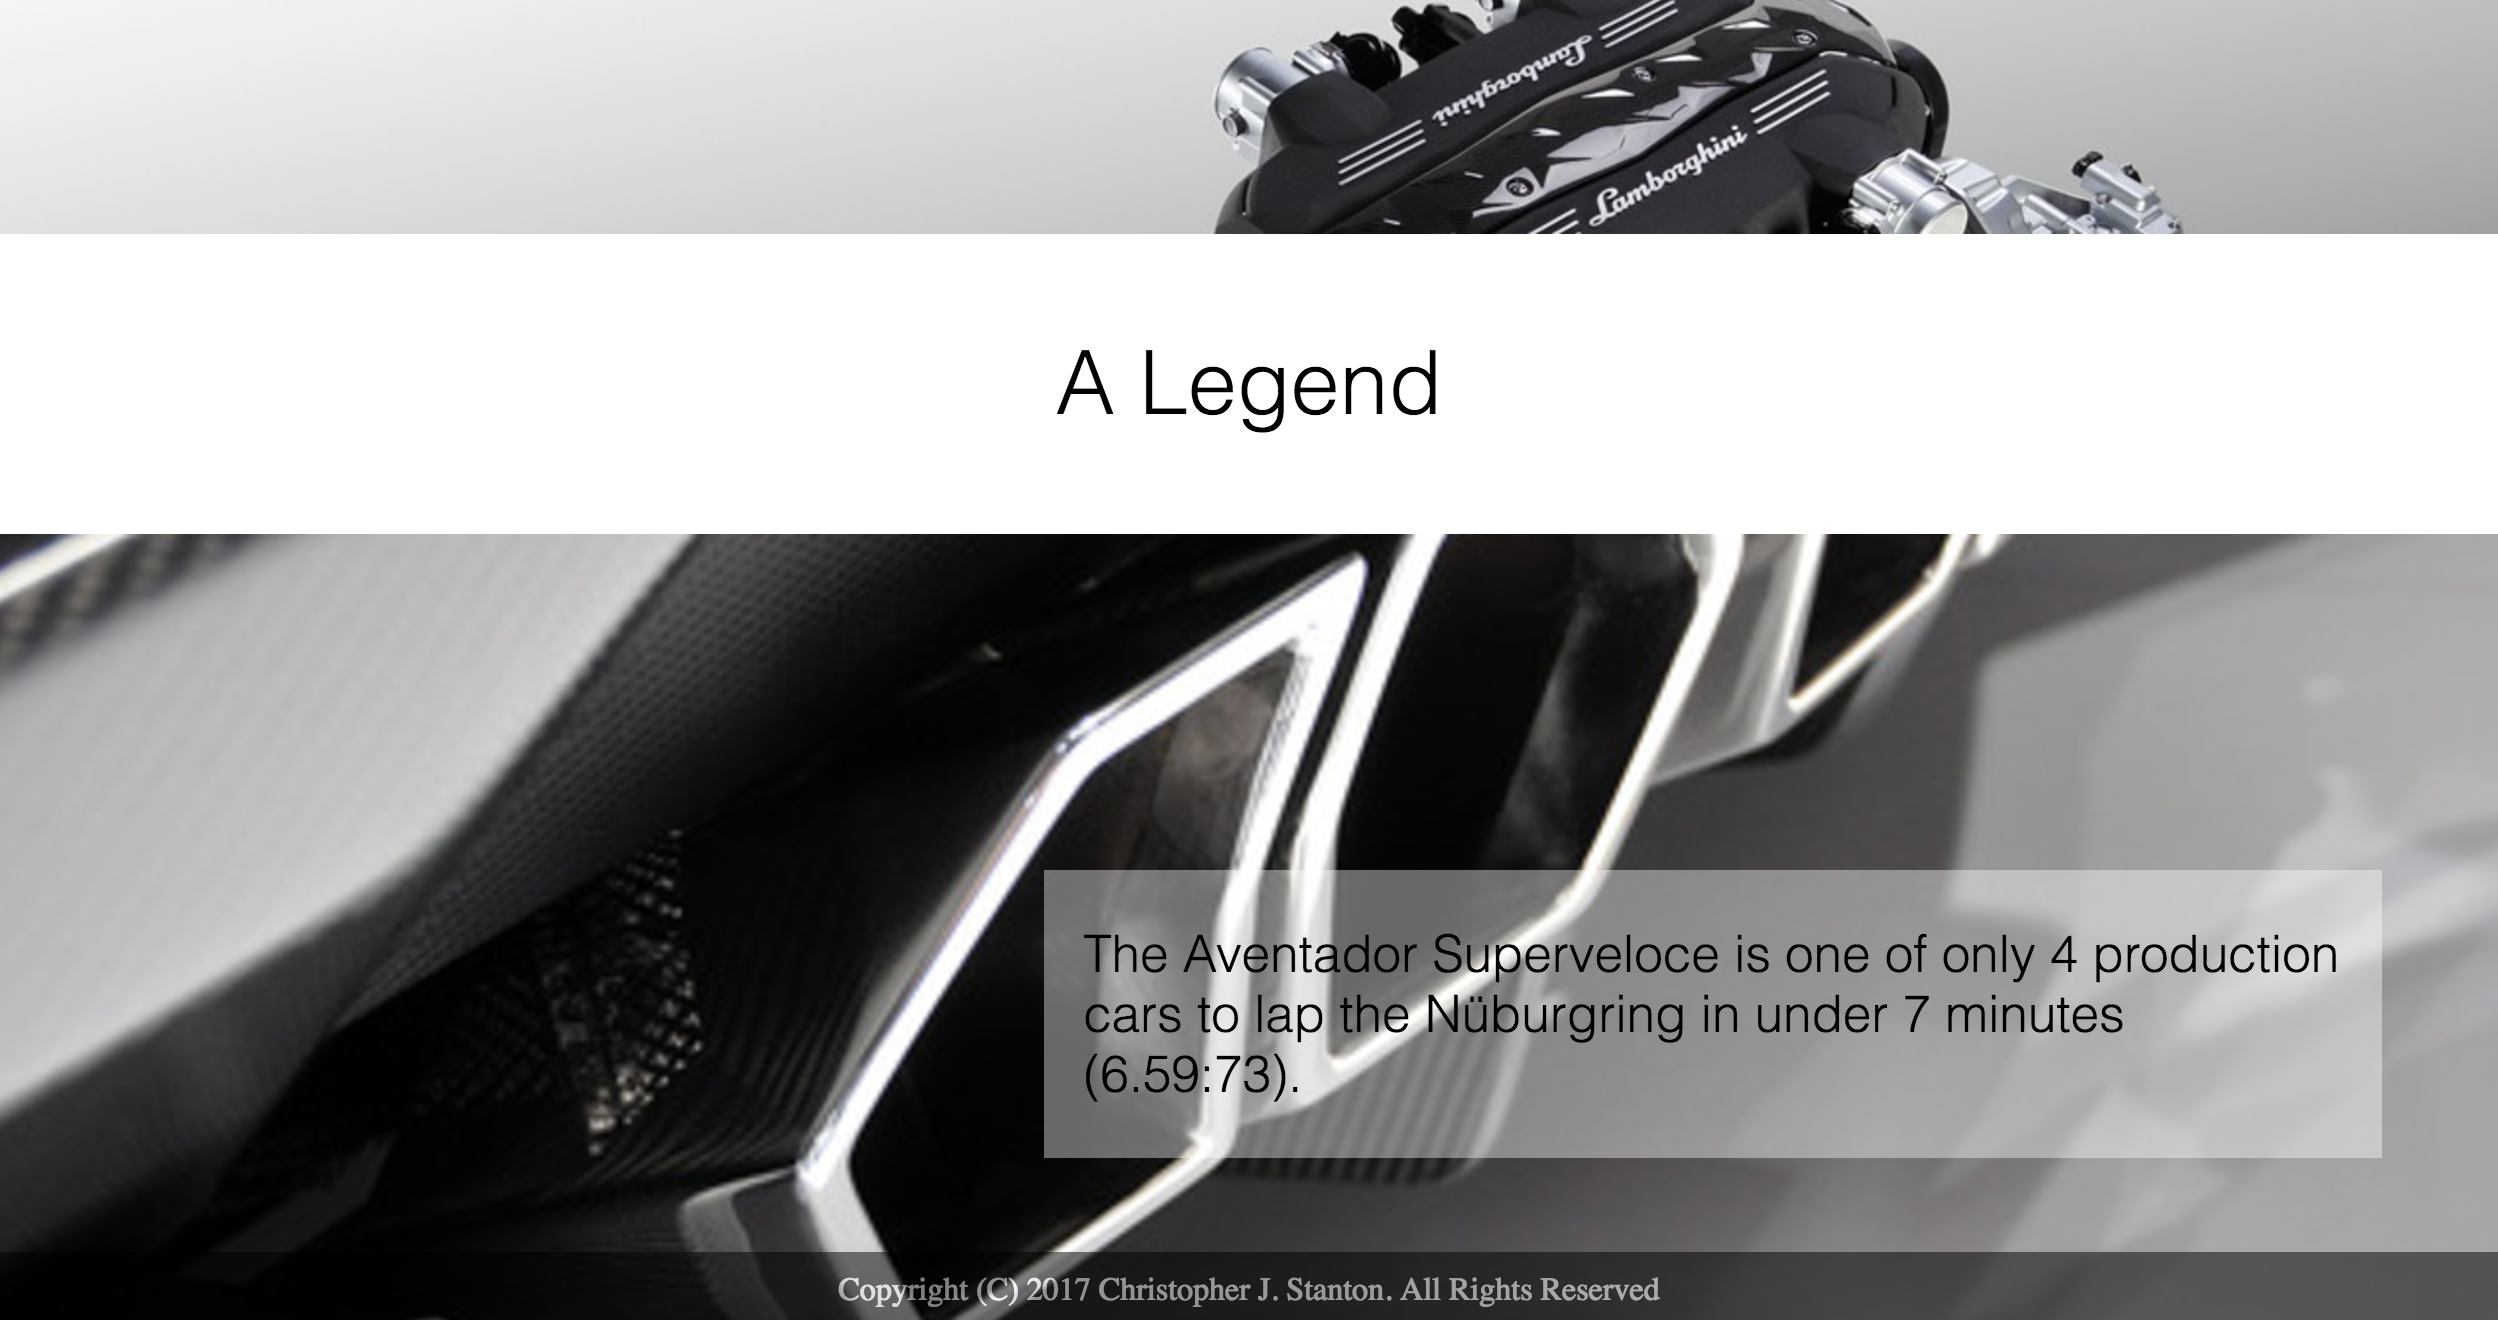 Lamborghini
Lamborghini
A Legend
The Aventador Superveloce is one of only 4 production
cars to lap the Nüburgring in under 7 minutes
(6.59:73).
Copyright (C) 2017 Christopher J. Stanton. All Rights Reserved